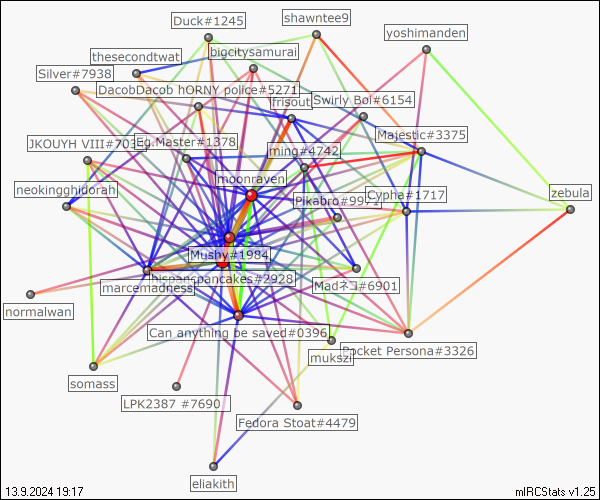 Duck#1245
shawntee9
yoshimanden
bigcitysamurai
thesecondtwat
Silver#7938
DacobDacob hORNY police#5271
frisout
Swirly Boi#6154
Majestic#3375
JKOUYH VIII#703
Eg.Master#1378
ming#4742
moonraven
neokingghidorah
Pikabro#9971
Cypha#1717
zebula
Mushy#1984
hispancpancakes#2928
marcemadness
Madネコ#6901
normalwan
Can anything be saved#0396
mukszi
Pocket Persona#3326
somass
LPK2387 #7690
Fedora Stoat#4479
eliakith
13.9.2024 19:17
mIRCStats v1.25